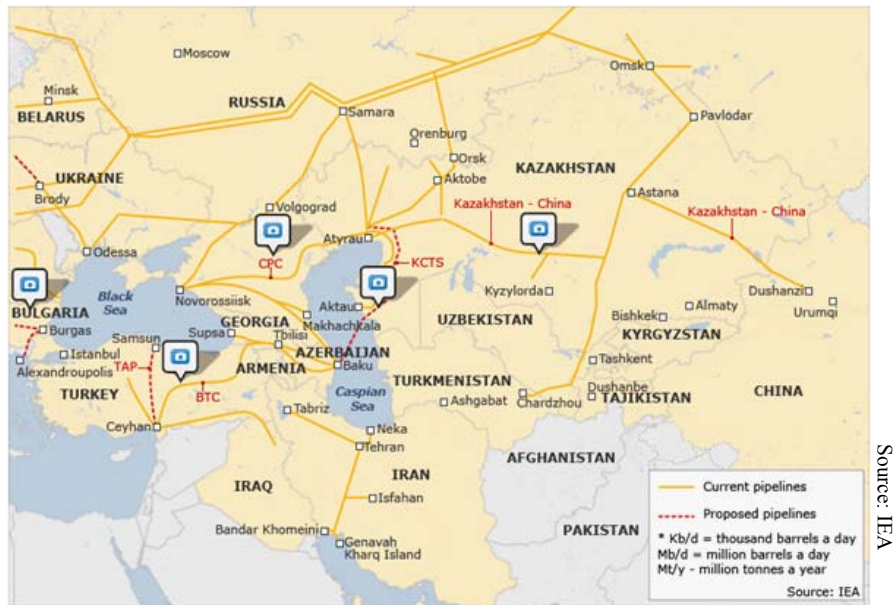 Moscow
Omsk
Minsk
RUSSIA
Samara
Pavlodar
BELARUS
Orenburg
Orsk
KAZAKHSTAN
UKRAINE
Aktobe
Astana
Brody
Volgograd
Kazakhstan - China
Kazakhstan - China
Atyrau
Odessa
CPC
KCTS
Black
Sea
Novorossiisk
Aktau
Kyzylorda
Dushanzi
Almaty
Urumqi
BULGARIA
GEORGIA
Makhachkala
UZBEKISTAN
Bishkek
Burgas
Samsun
Supsa
Tbilisi
KYRGYZSTAN
Istanbul
AZERBAIJAN
Tashkent
Alexandroupolis
TAP
ARMENIA
Baku
TURKMENISTAN
Dushanbe
TURKEY
BTC
Caspian
Sea
Ashgabat
Chardzhou
TAJIKISTAN
CHINA
Tabriz
Ceyhan
Neka
Tehran
AFGHANISTAN
IRAQ
IRAN
Isfahan
PAKISTAN
Bandar Khomeini
Genavah
Kharq Island
Current pipelines
Proposed pipelines
* Kb/d = thousand barrels a day
Mb/d = million barrels a day
Mt/y - million tonnes a year
Source: IEA
Source: IEA